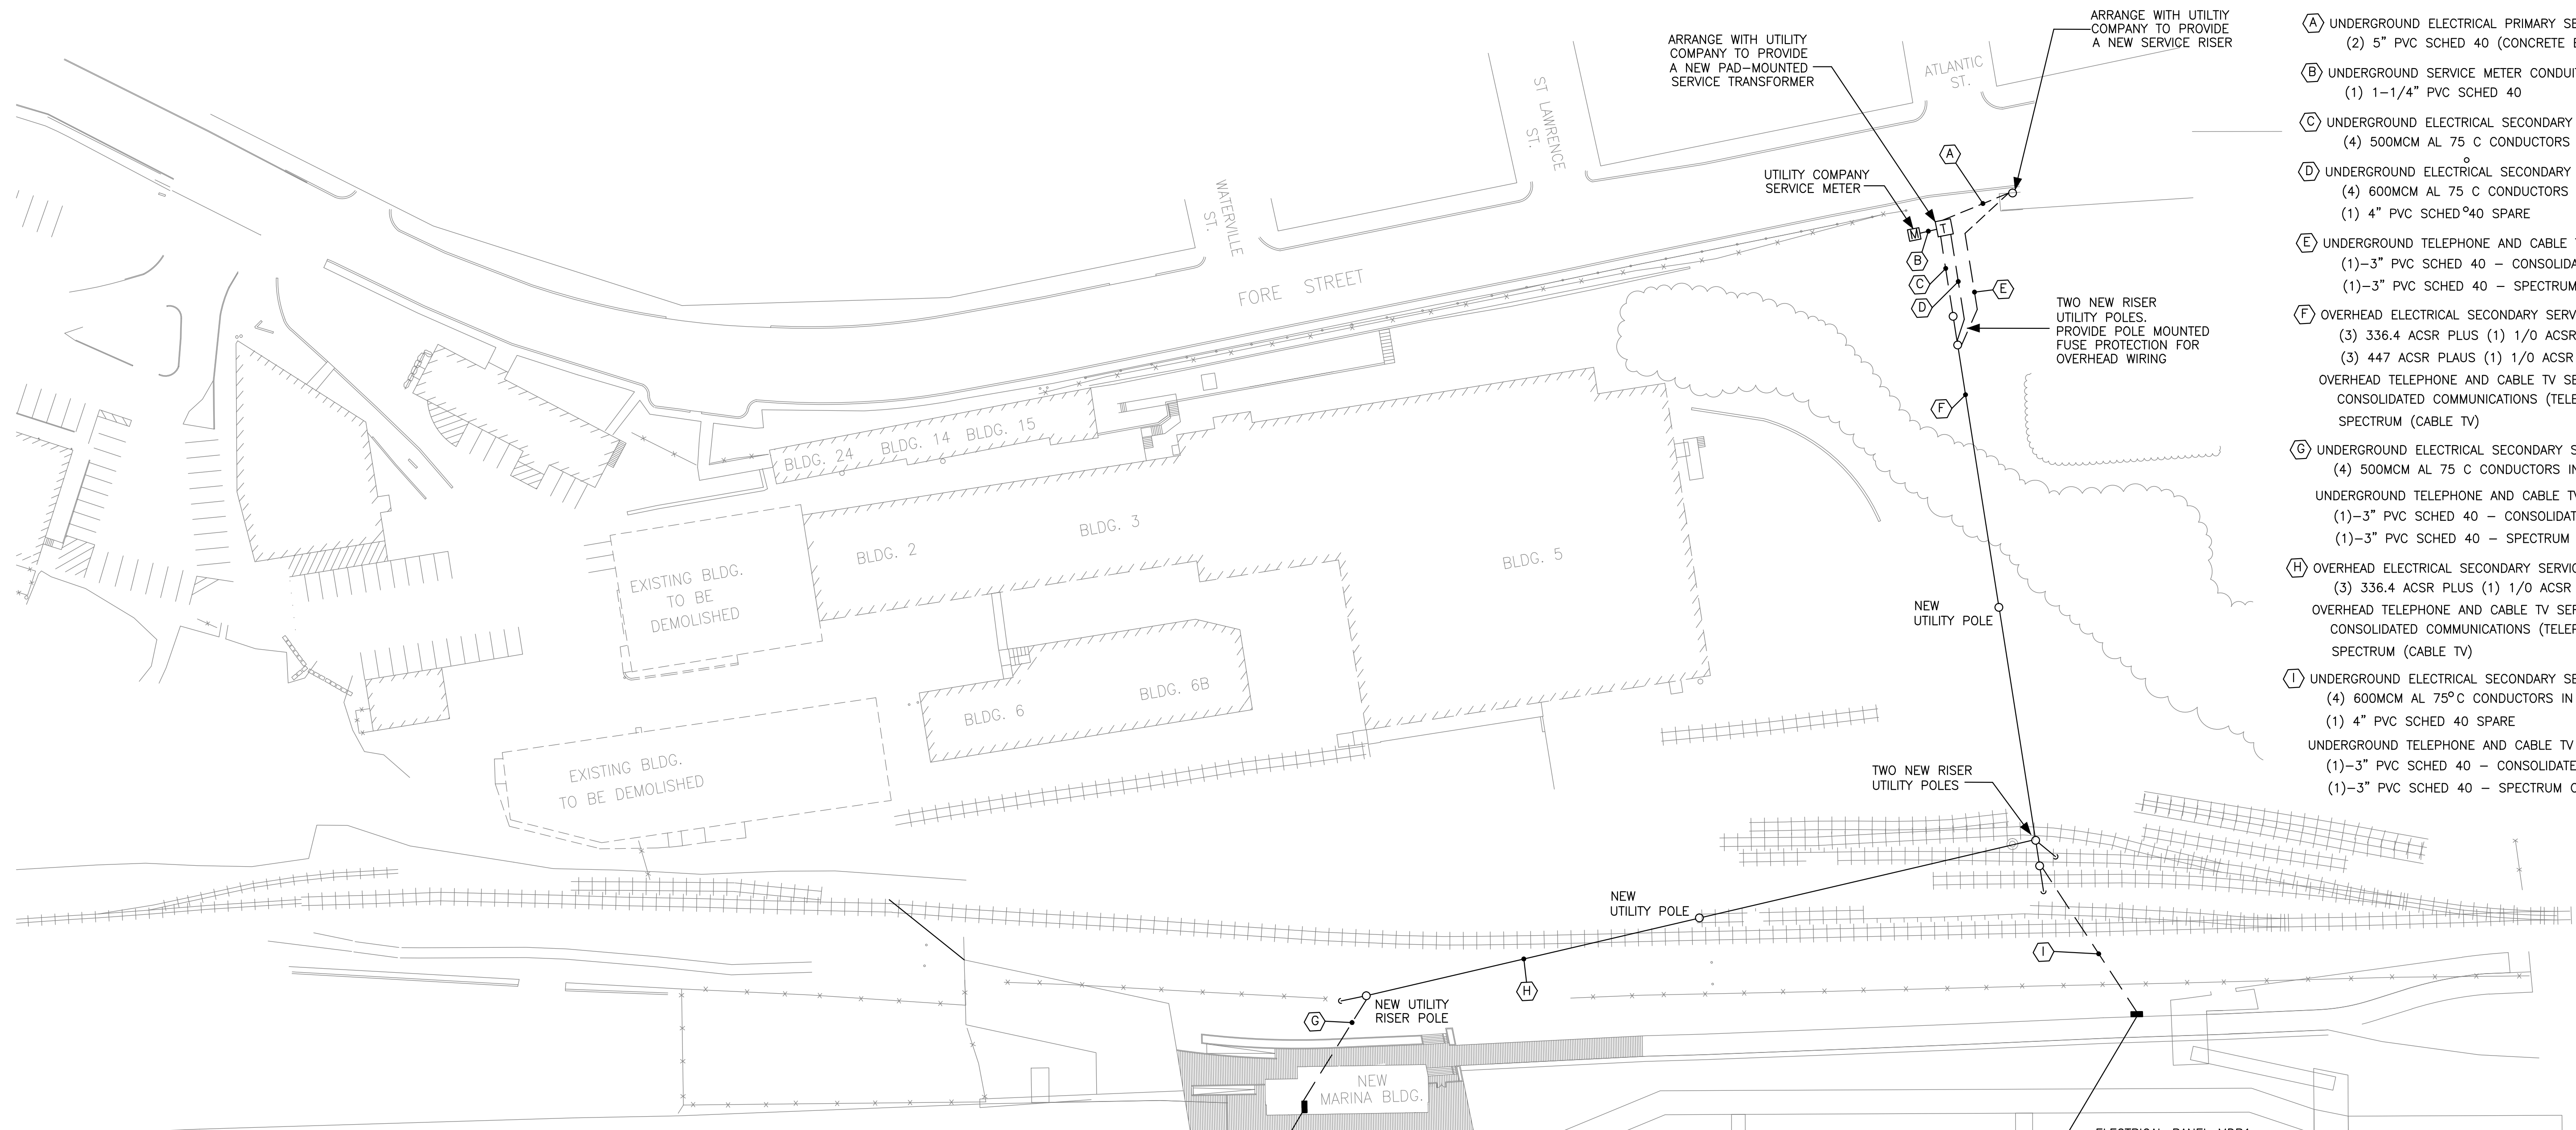 ARRANGE WITH UTILTIY
COMPANY TO PROVIDE
A NEW SERVICE RISER
ARRANGE WITH UTILITY
COMPANY TO PROVIDE
A NEW PAD-MOUNTED
SERVICE TRANSFORMER
ATLANTIC
ST.
ST LAWRENCE
ST.
WATERVILLE
ST.
FORE STREET
UTILITY COMPANY
SERVICE METER
A
M
T
B
C
D
E
TWO NEW RISER
UTILITY POLES.
PROVIDE POLE MOUNTED
FUSE PROTECTION FOR
OVERHEAD WIRING
F
BLDG. 24
BLDG. 14
BLDG. 15
BLDG. 2
BLDG. 3
BLDG. 5
EXISTING BLDG.
TO BE
DEMOLISHED
BLDG. 6
BLDG. 6B
EXISTING BLDG.
TO BE DEMOLISHED
NEW
UTILITY POLE
TWO NEW RISER
UTILITY POLES
NEW
UTILITY POLE
I
H
G
NEW UTILITY
RISER POLE
NEW
MARINA BLDG.
A UNDERGROUND ELECTRICAL PRIMARY SE
(2) 5" PVC SCHED 40 (CONCRETE E
B UNDERGROUND SERVICE METER CONDUI
(1) 1-1/4" PVC SCHED 40
C UNDERGROUND ELECTRICAL SECONDARY
(4) 500MCM AL 75 C CONDUCTORS
D UNDERGROUND ELECTRICAL SECONDARY
(4) 600MCM AL 75 C CONDUCTORS
(1) 4" PVC SCHED °40 SPARE
E UNDERGROUND TELEPHONE AND CABLE
(1)-3" PVC SCHED 40 - CONSOLIDA
(1)-3" PVC SCHED 40 - SPECTRUM
F OVERHEAD ELECTRICAL SECONDARY SERV
(3) 336.4 ACSR PLUS (1) 1/0 ACSR
(3) 447 ACSR PLAUS (1) 1/0 ACSR
OVERHEAD TELEPHONE AND CABLE TV SE
CONSOLIDATED COMMUNICATIONS (TELE
SPECTRUM (CABLE TV)
G UNDERGROUND ELECTRICAL SECONDARY S
(4) 500MCM AL 75 C CONDUCTORS IN
UNDERGROUND TELEPHONE AND CABLE TV
(1)-3" PVC SCHED 40 - CONSOLIDAT
(1)-3" PVC SCHED 40 - SPECTRUM
H OVERHEAD ELECTRICAL SECONDARY SERVIC
(3) 336.4 ACSR PLUS (1) 1/0 ACSR
OVERHEAD TELEPHONE AND CABLE TV SER
CONSOLIDATED COMMUNICATIONS (TELEP
SPECTRUM (CABLE TV)
I UNDERGROUND ELECTRICAL SECONDARY SE
(4) 600MCM AL 75°C CONDUCTORS IN
(1) 4" PVC SCHED 40 SPARE
UNDERGROUND TELEPHONE AND CABLE TV
(1)-3" PVC SCHED 40 - CONSOLIDATE
(1)-3" PVC SCHED 40 - SPECTRUM C